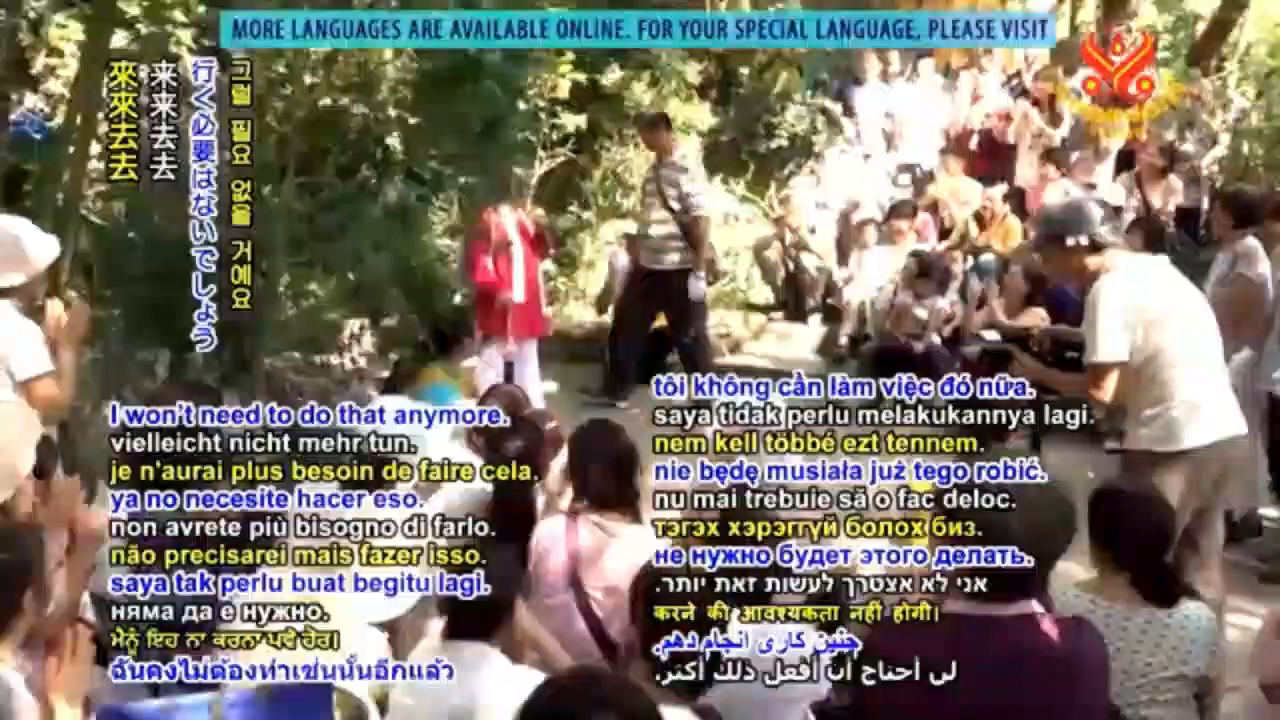 MORE LANGUAGES ARE AVAILABLE ONLINE. FOR YOUR SPECIAL LANGUAGE, PLEASE VISIT
來來去去
来来去去
行く必要はないでしょう
그럴 필요 없을 거예요
I won't need to do that anymore.
vielleicht nicht mehr tun.
je n'aurai plus besoin de faire cela.
ya no necesite hacer eso.
non avrete più bisogno di farlo.
não precisarei mais fazer isso.
saya tak perlu buat begitu lagi.
няма да е нужно.
ਮੈਨੂੰ ਇਹ ਨਾ ਕਰਨਾ ਪਵੇ ਹੋਰ।
ฉันคงไม่ต้องทำเช่นนั้นอีกแล้ว
tôi không cần làm việc đó nữa.
saya tidak perlu melakukannya lagi.
nem kell többé ezt tennem.
nie będę musiała już tego robić.
nu mai trebuie să o fac deloc.
тэгэх хэрэггүй болох биз.
не нужно будет этого делать.
אני לא אצטרך לעשות זאת יותר.
करने की आवश्यकता नहीं होगी।
چنین کاری انجام دهم.
لن أحتاج أن أفعل ذلك أكثر.